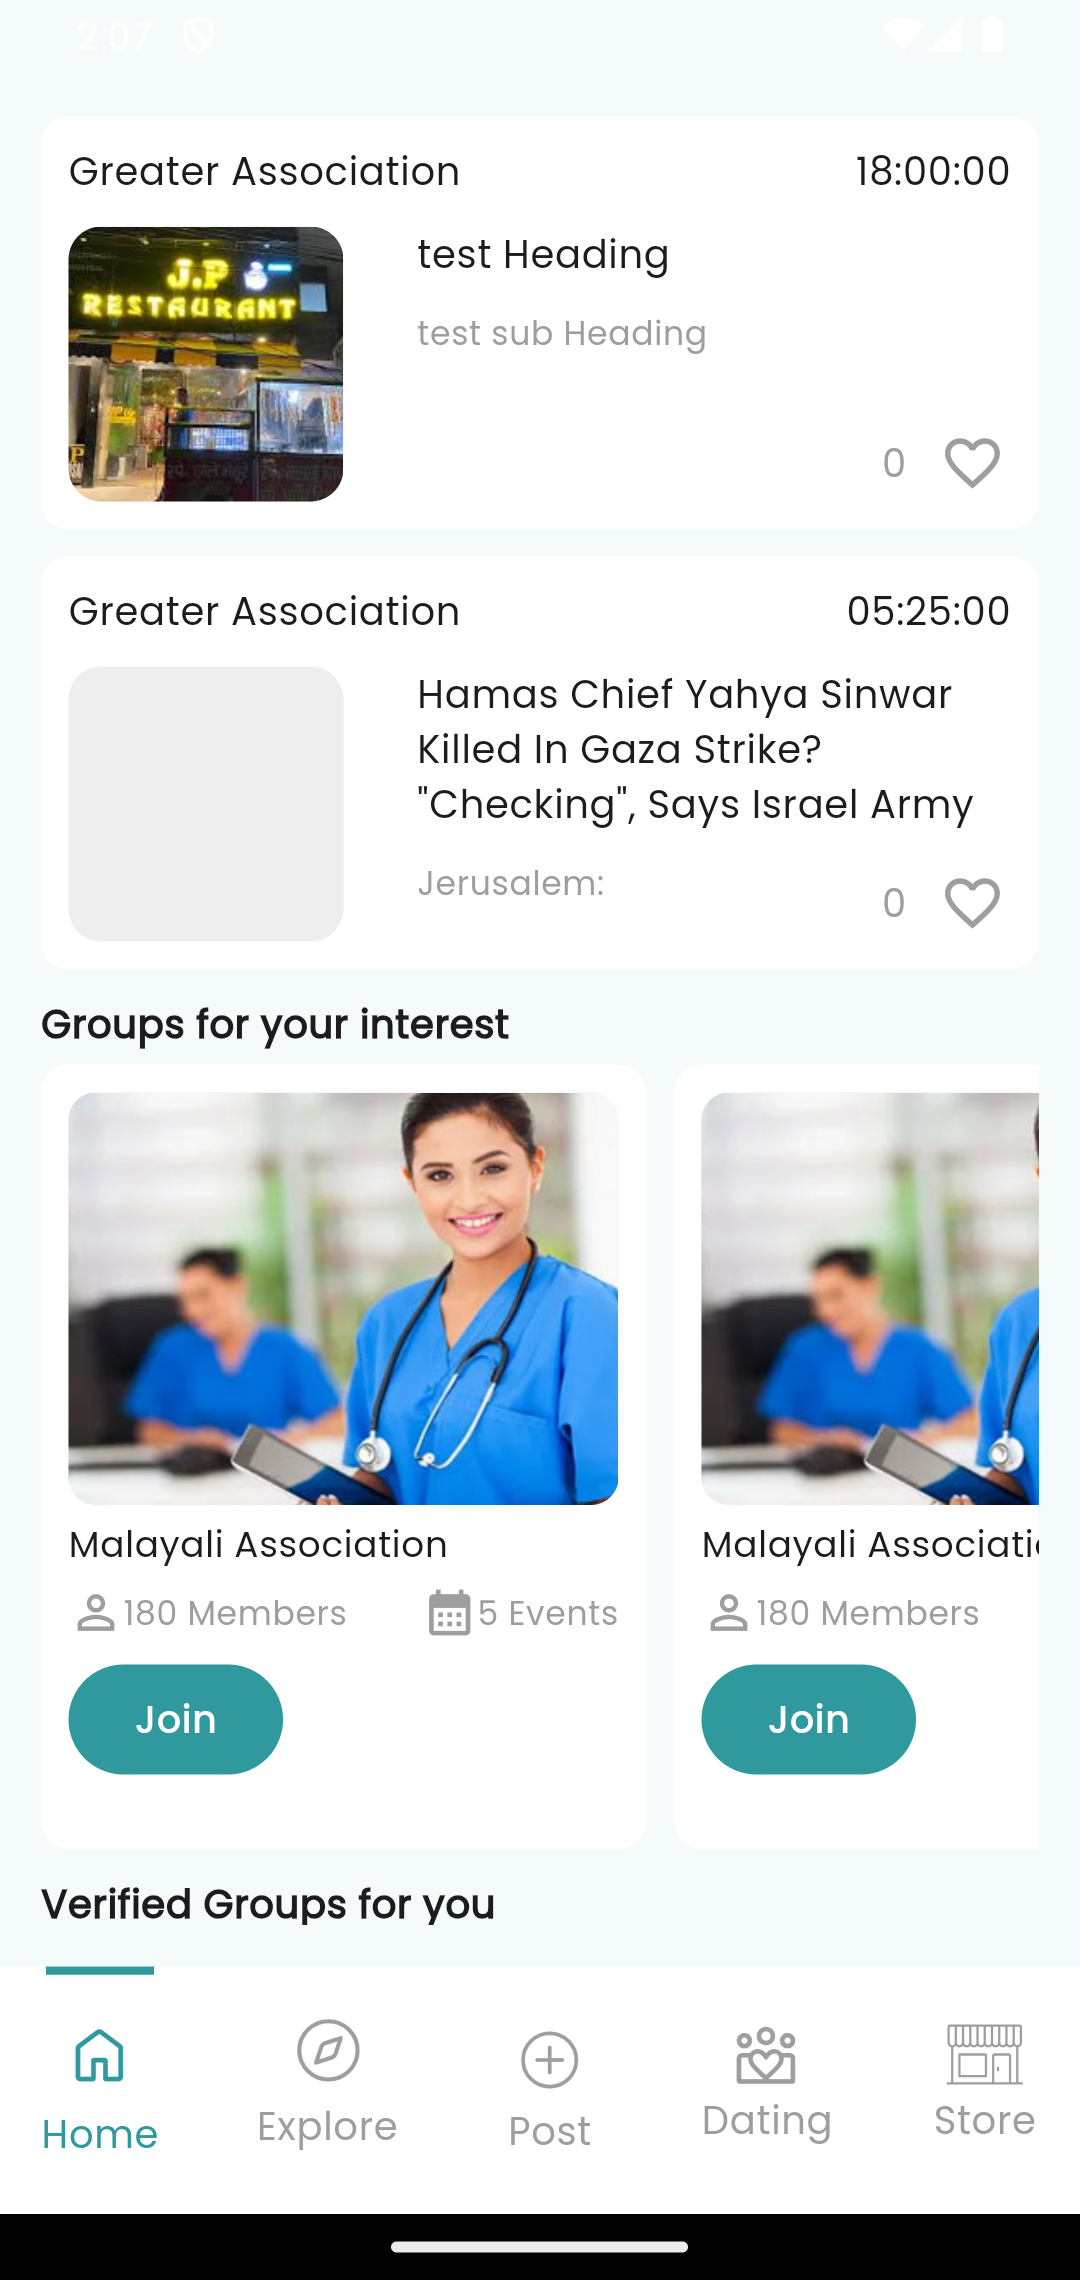 2:07
Greater Association 18:00:00
J.P
RESTAURANT
test Heading
test sub Heading
0
Greater Association 05:25:00
Hamas Chief Yahya Sinwar
Killed In Gaza Strike?
"Checking", Says Israel Army
Jerusalem:
0
Groups for your interest
Malayali Association
180 Members 5 Events
Join
Malayali Associati
180 Members
Join
Verified Groups for you
Home Explore Post Dating Store